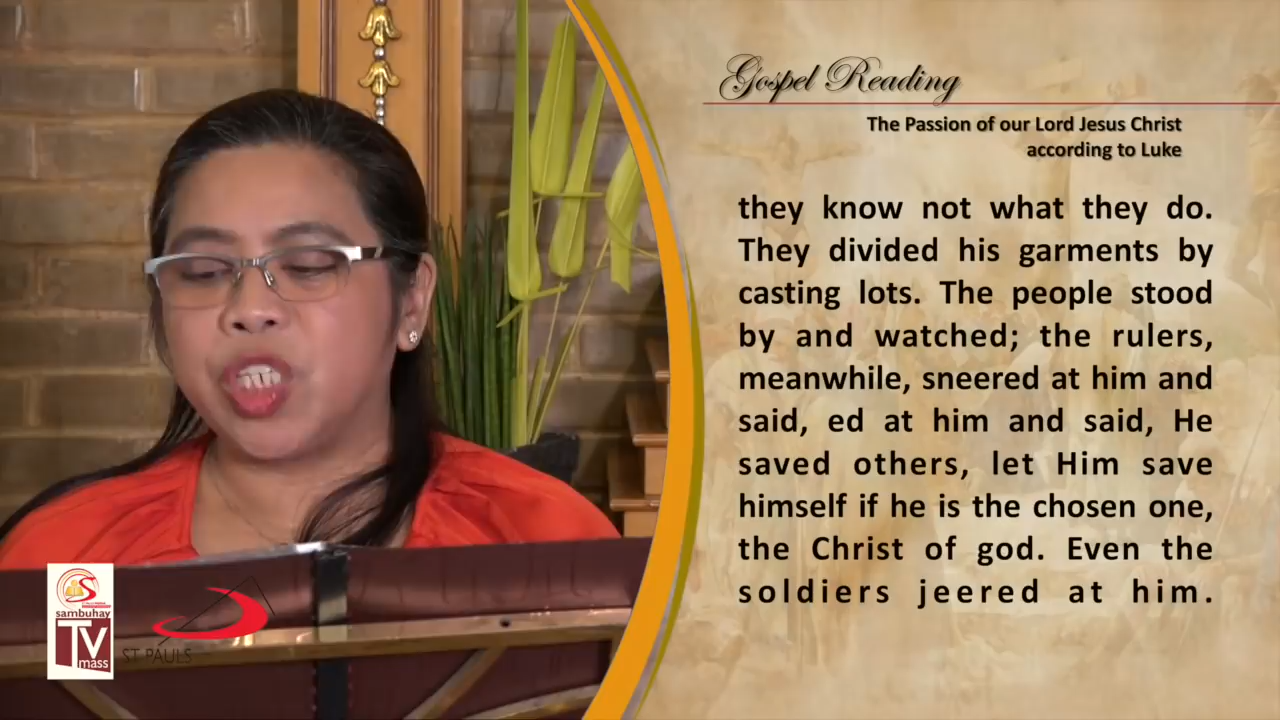 Gospel Reading
The Passion of our Lord Jesus Christ
according to Luke
they know not what they do.
They divided his garments by
casting lots. The people stood
by and watched; the rulers,
meanwhile, sneered at him and
said, ed at him and said, He
saved others, let Him save
himself if he is the chosen one,
the Christ of god. Even the
soldiers jeered at him.
sambuhay
TV
mass
ST PAULS